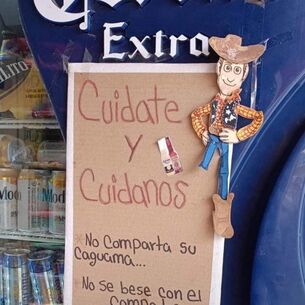 Extra
Cuidate
y
Cuidanos
*No Comparta su
caguama...
*No se bese con el